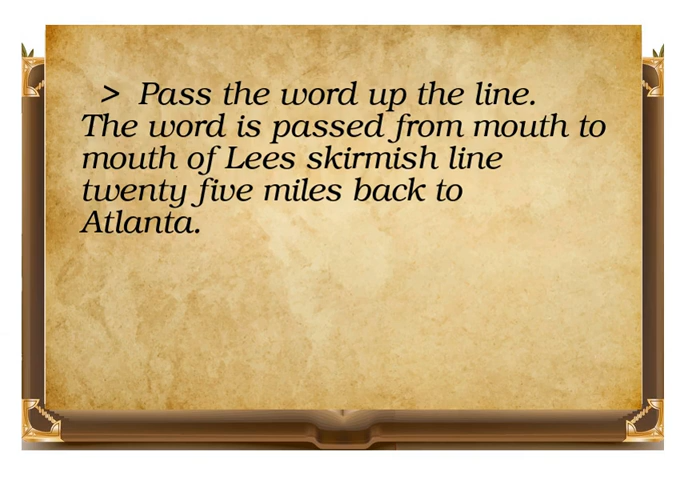 > Pass the word up the line.
The word is passed from mouth to
mouth of Lees skirmish line
twenty five miles back to
Atlanta.